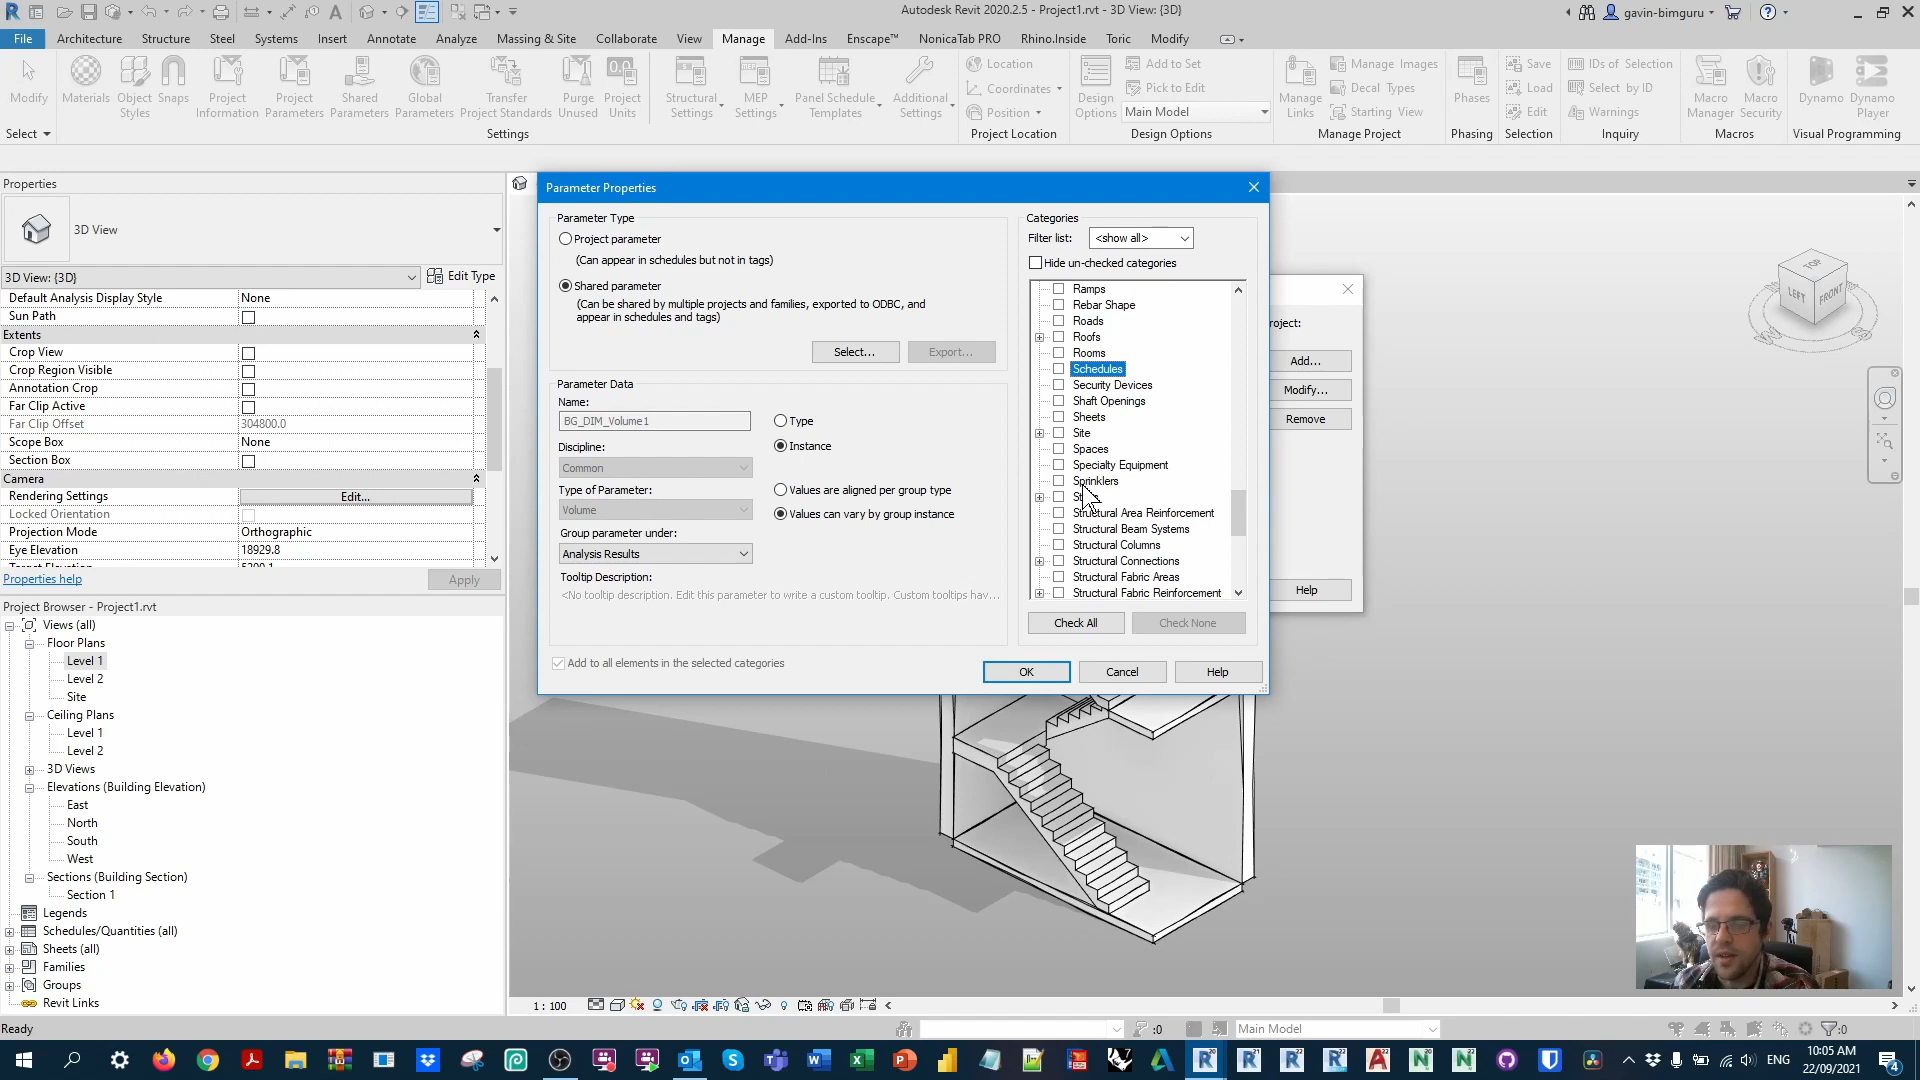 Autodesk Revit 2020.2.5 - Project1.rvt - 3D View: {3D}
gavin-bimguru
File Architecture Structure Steel Systems Insert Annotate Analyze Massing & Site Collaborate View Manage Add-Ins Enscape™ NonicaTab PRO Rhino.Inside Toric Modify
Modify
Materials
Object Styles
Snaps
Project Information
Project Parameters
Shared Parameters
Global Parameters
Transfer Project Standards
Purge Unused
Project Units
Structural Settings
MEP Settings
Panel Schedule Templates
Additional Settings
Location
Coordinates
Position
Design Options
Add to Set
Pick to Edit
Main Model
Manage Links
Manage Images
Decal Types
Starting View
Phases
Save
Load
Edit
IDs of Selection
Select by ID
Warnings
Macro Manager
Macro Security
Dynamo
Dynamo Player
Select Settings Project Location Design Options Manage Project Phasing Selection Inquiry Macros Visual Programming
Properties
3D View
3D View: {3D} Edit Type
Default Analysis Display Style None
Sun Path
Extents
Crop View
Crop Region Visible
Annotation Crop
Far Clip Active
Far Clip Offset 304800.0
Scope Box None
Section Box
Camera
Rendering Settings Edit...
Locked Orientation
Projection Mode Orthographic
Eye Elevation 18929.8
Properties help Apply
Project Browser - Project1.rvt
Views (all)
Floor Plans
Level 1
Level 2
Site
Ceiling Plans
Level 1
Level 2
3D Views
Elevations (Building Elevation)
East
North
South
West
Sections (Building Section)
Section 1
Legends
Schedules/Quantities (all)
Sheets (all)
Families
Groups
Revit Links
Parameter Properties
Parameter Type
Project parameter
(Can appear in schedules but not in tags)
Shared parameter
(Can be shared by multiple projects and families, exported to ODBC, and
appear in schedules and tags)
Select... Export...
Parameter Data
Name:
BG_DIM_Volume1
Type
Discipline:
Instance
Common
Type of Parameter:
Values are aligned per group type
Volume
Values can vary by group instance
Group parameter under:
Analysis Results
Tooltip Description:
<No tooltip description. Edit this parameter to write a custom tooltip. Custom tooltips hav...
Add to all elements in the selected categories
Categories
Filter list: <show all>
Hide un-checked categories
Ramps
Rebar Shape
Roads
Roofs
Rooms
Schedules
Security Devices
Shaft Openings
Sheets
Site
Spaces
Specialty Equipment
Sprinklers
Structural Area Reinforcement
Structural Beam Systems
Structural Columns
Structural Connections
Structural Fabric Areas
Structural Fabric Reinforcement
Check All Check None
OK Cancel Help
roject:
Add...
Modify...
Remove
Help
TOP
LEFT FRONT
1 : 100
Ready :0 Main Model :0
ENG
10:05 AM
22/09/2021